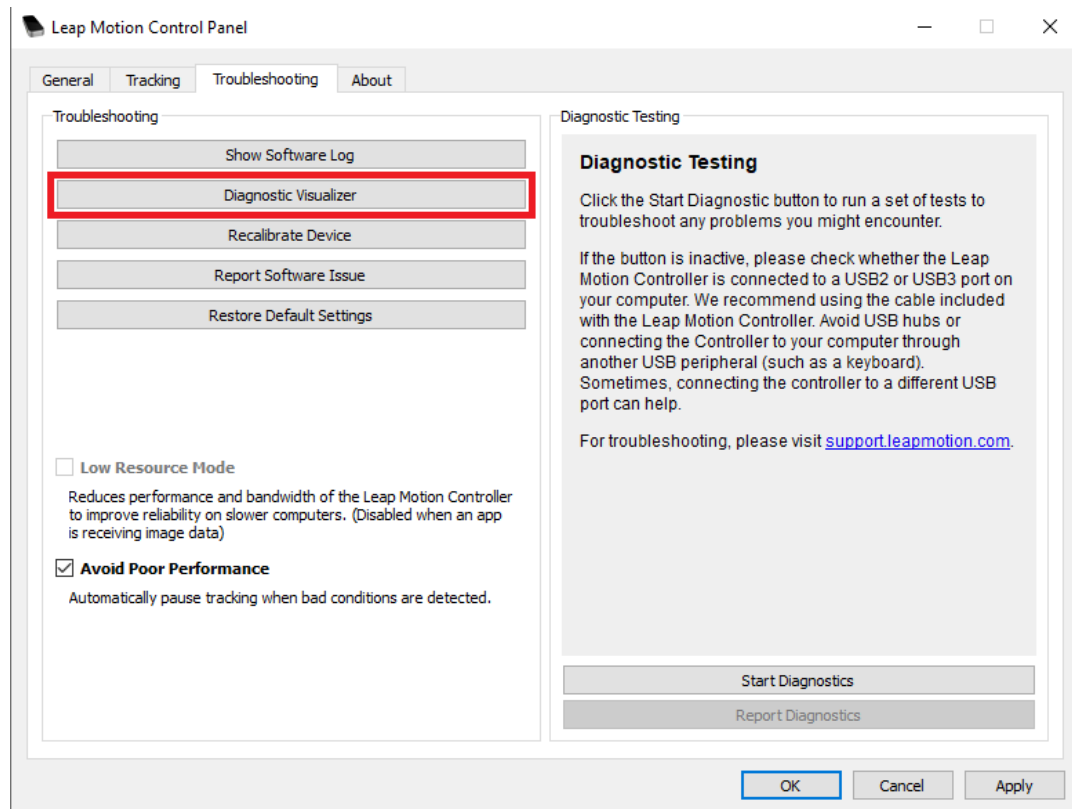 Leap Motion Control Panel
General
Tracking
Troubleshooting
About
Troubleshooting
Show Software Log
Diagnostic Visualizer
Recalibrate Device
Report Software Issue
Restore Default Settings
Low Resource Mode
Reduces performance and bandwidth of the Leap Motion Controller
to improve reliability on slower computers. (Disabled when an app
is receiving image data)
Avoid Poor Performance
Automatically pause tracking when bad conditions are detected.
Diagnostic Testing
Diagnostic Testing
Click the Start Diagnostic button to run a set of tests to
troubleshoot any problems you might encounter.
If the button is inactive, please check whether the Leap
Motion Controller is connected to a USB2 or USB3 port on
your computer. We recommend using the cable included
with the Leap Motion Controller. Avoid USB hubs or
connecting the Controller to your computer through
another USB peripheral (such as a keyboard).
Sometimes, connecting the controller to a different USB
port can help.
For troubleshooting, please visit support.leapmotion.com.
Start Diagnostics
Report Diagnostics
OK
Cancel
Apply